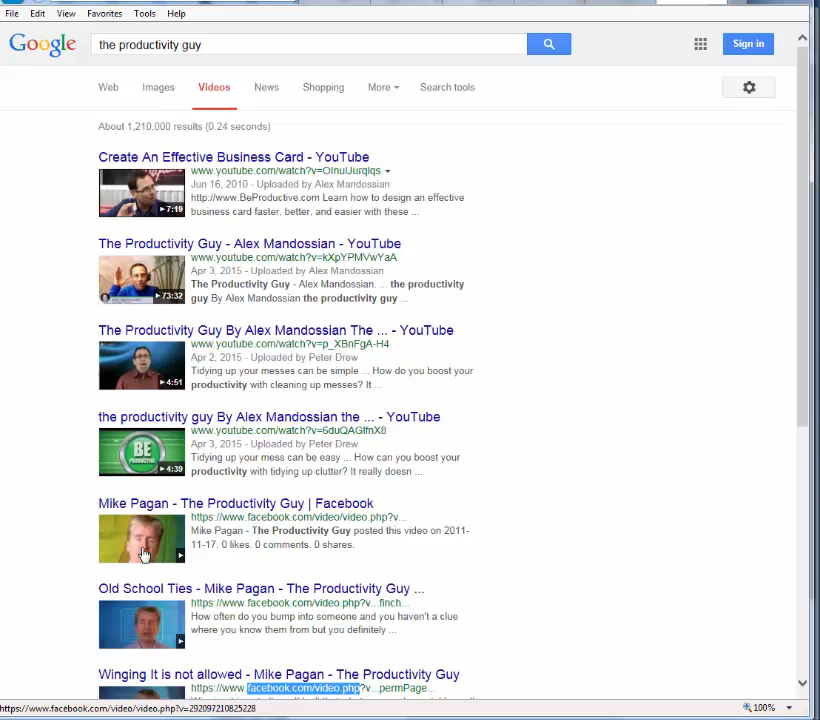 File Edit View Favorites Tools Help
Google the productivity guy Sign in
Web Images Videos News Shopping More Search tools
About 1,210,000 results (0.24 seconds)
Create An Effective Business Card - YouTube
www.youtube.com/watch?v=OlnuUurqlqs
Jun 16, 2010 - Uploaded by Alex Mandossian
http://www.BeProductive.com Learn how to design an effective
business card faster, better, and easier with these ...
7:19
The Productivity Guy - Alex Mandossian - YouTube
www.youtube.com/watch?v=kXpYPMVwYaA
Apr 3, 2015 - Uploaded by Alex Mandossian
The Productivity Guy - Alex Mandossian. ... the productivity
guy By Alex Mandossian the productivity guy ...
73:32
The Productivity Guy By Alex Mandossian The ... - YouTube
www.youtube.com/watch?v=p_XBnFgA-H4
Apr 2, 2015 - Uploaded by Peter Drew
Tidying up your messes can be simple ... How do you boost your
productivity with cleaning up messes? It ...
4:51
the productivity guy By Alex Mandossian the ... - YouTube
www.youtube.com/watch?v=6duQAGlfnX8
Apr 3, 2015 - Uploaded by Peter Drew
Tidying up your mess can be easy ... How can you boost your
productivity with tidying up clutter? It really doesn ...
BE
PRODUCTIVE
4:39
Mike Pagan - The Productivity Guy | Facebook
https://www.facebook.com/video/video.php?v...
Mike Pagan - The Productivity Guy posted this video on 2011-
11-17. 0 likes. 0 comments. 0 shares.
Old School Ties - Mike Pagan - The Productivity Guy ...
https://www.facebook.com/video.php?v...finch...
How often do you bump into someone and you haven't a clue
where you know them from but you definitely ...
Winging It is not allowed - Mike Pagan - The Productivity Guy
https://www.facebook.com/video.php?v...permPage...
https://www.facebook.com/video/video.php?v=292097210825228
100%